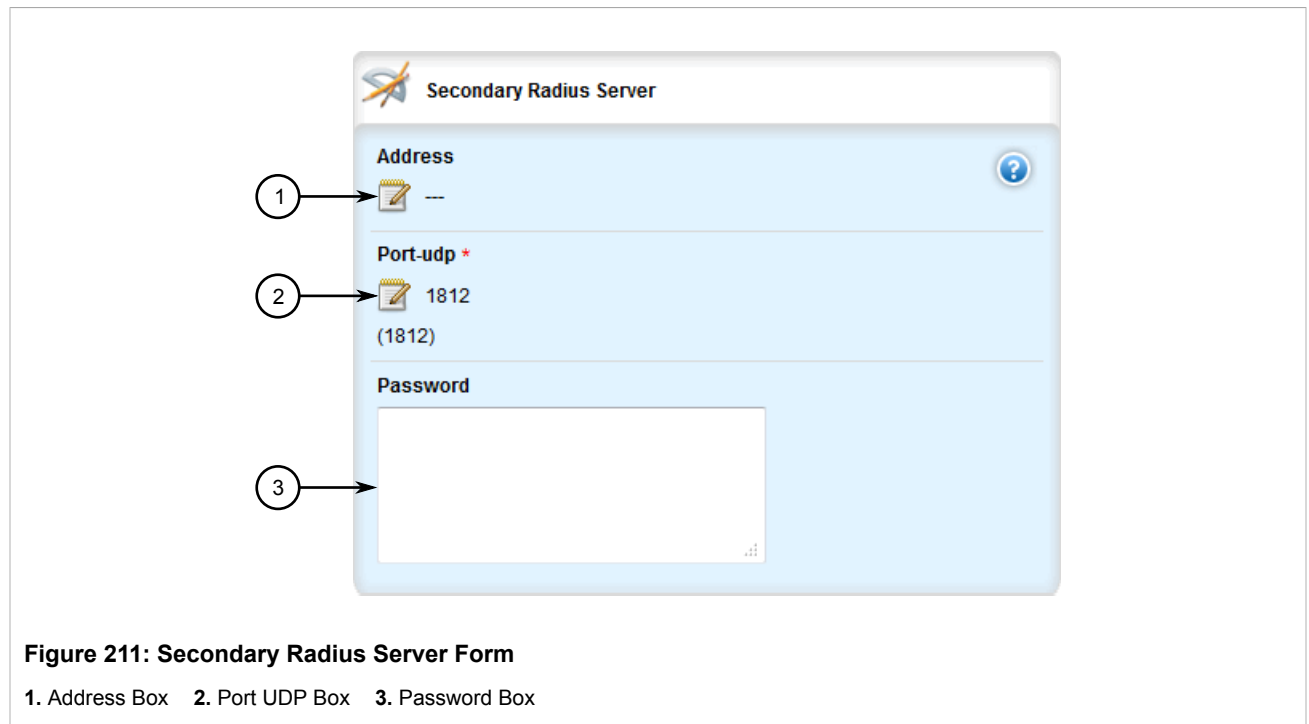 Secondary Radius Server
Address
1
---
Port-udp *
2
1812
(1812)
Password
3
Figure 211: Secondary Radius Server Form
1. Address Box 2. Port UDP Box 3. Password Box